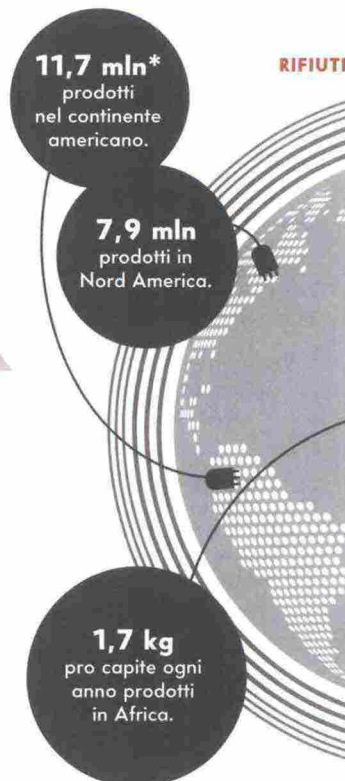 11,7 mln*
prodotti
nel continente
americano.
RIFIUTI
7,9 mln
prodotti in
Nord America.
1,7 kg
pro capite ogni
anno prodotti
in Africa.